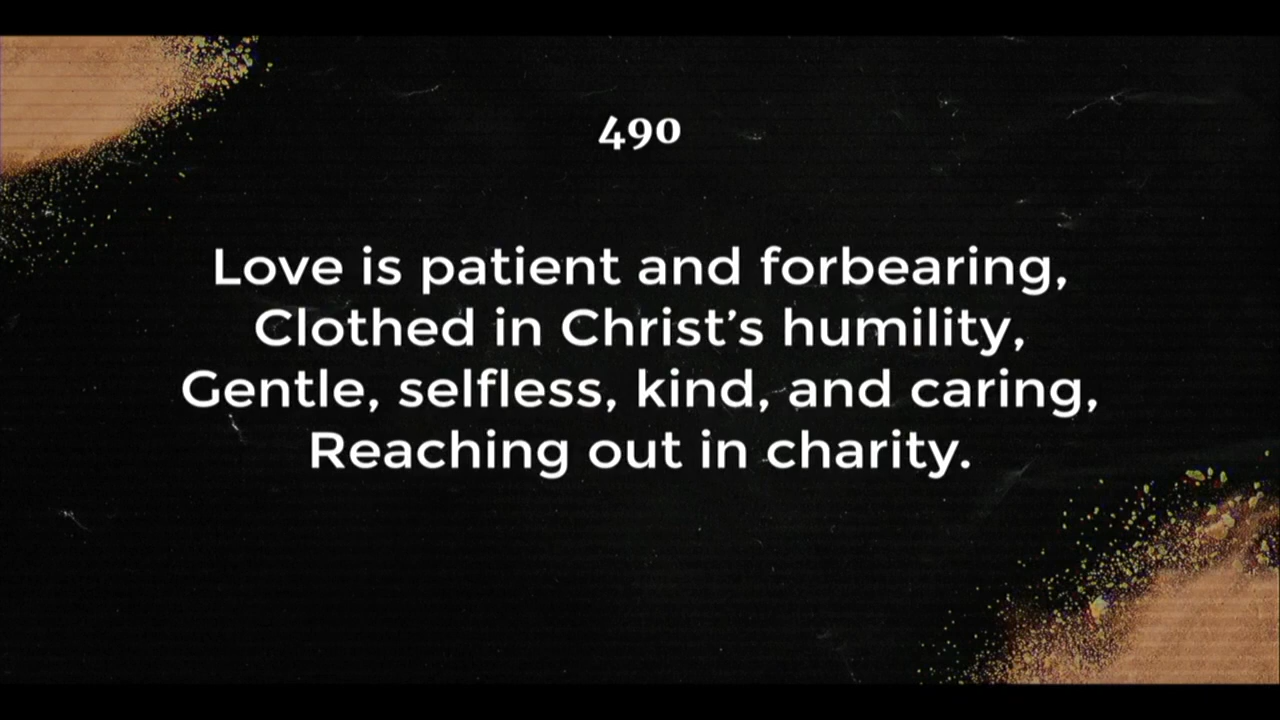 490
Love is patient and forbearing,
Clothed in Christ’s humility,
Gentle, selfless, kind, and caring,
Reaching out in charity.